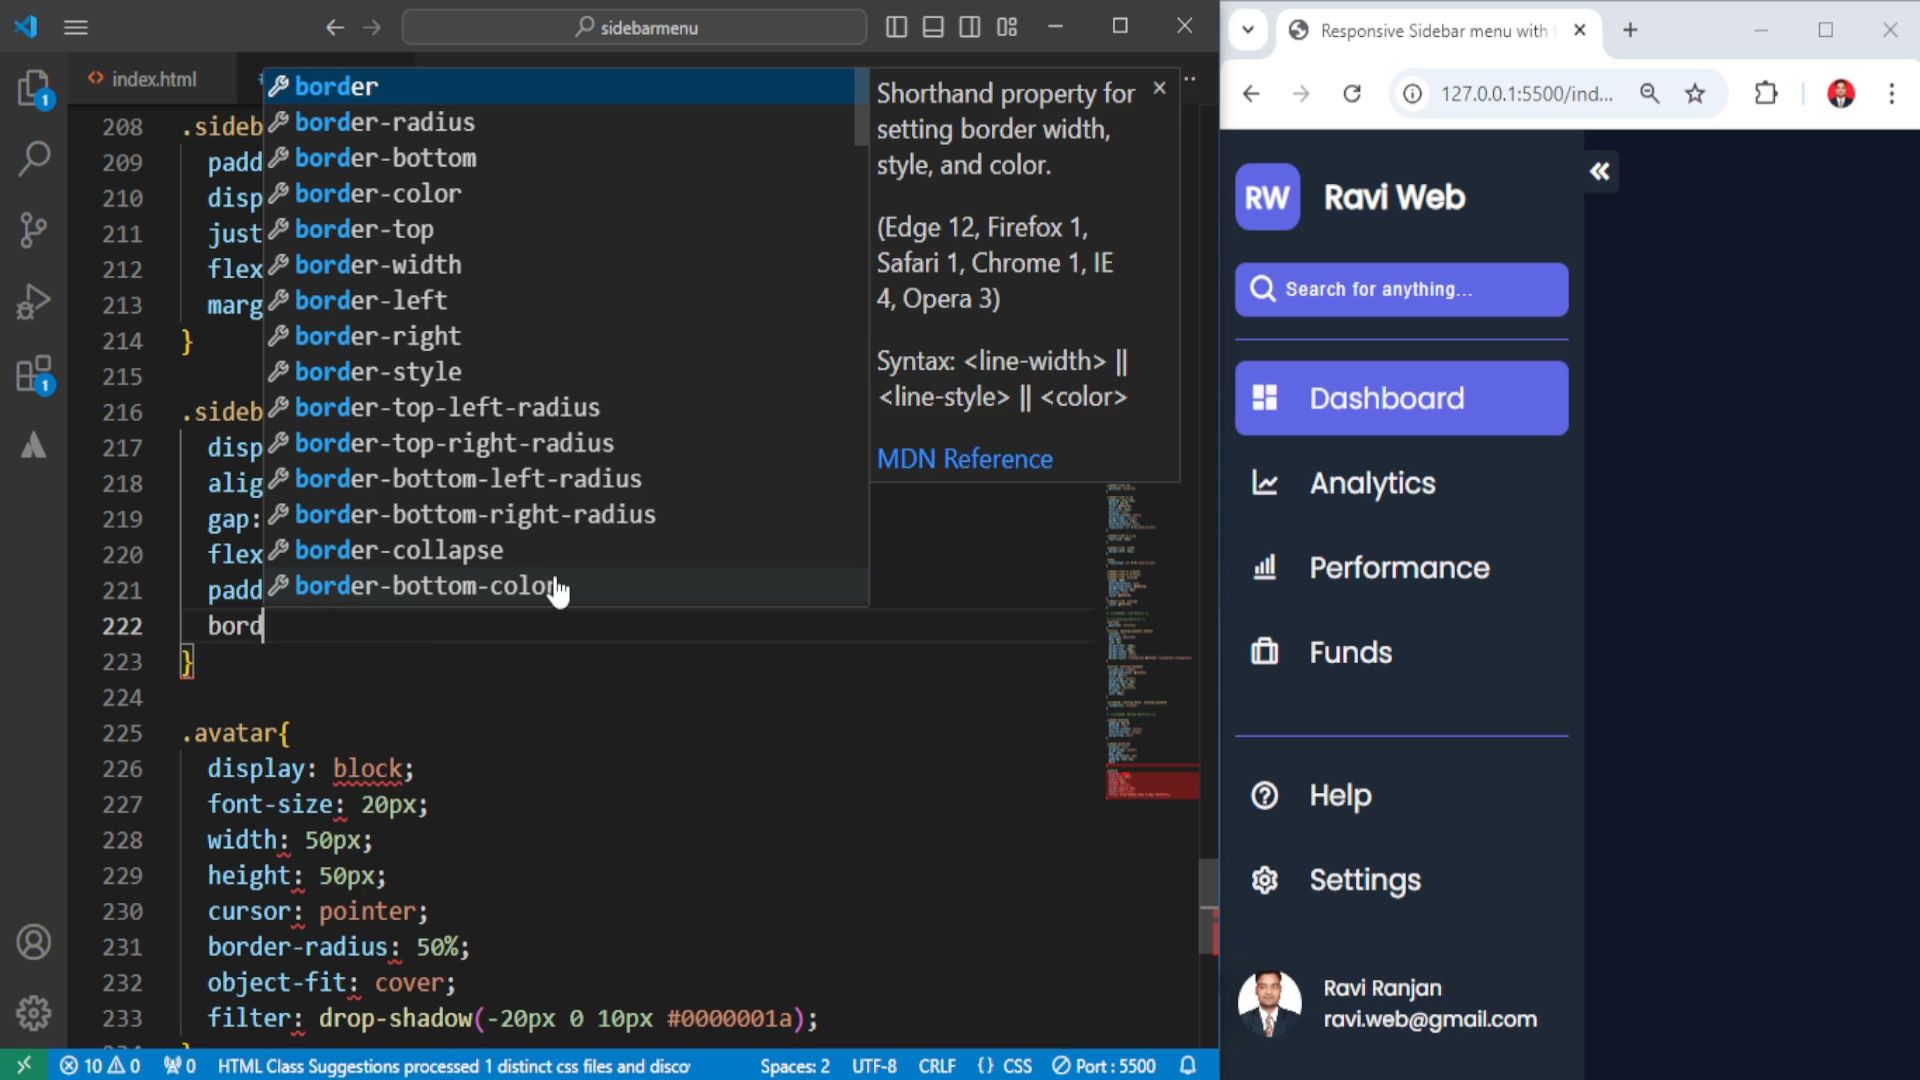 sidebarmenu
index.html
208 .sideb
209 padd
210 disp
211 just
212 flex
213 marg
214 }
215
216 .sideb
217 disp
218 alig
219 gap:
220 flex
221 padd
222 bord
223 }
224
225 .avatar{
226 display: block;
227 font-size: 20px;
228 width: 50px;
229 height: 50px;
230 cursor: pointer;
231 border-radius: 50%;
232 object-fit: cover;
233 filter: drop-shadow(-20px 0 10px #0000001a);
border
border-radius
border-bottom
border-color
border-top
border-width
border-left
border-right
border-style
border-top-left-radius
border-top-right-radius
border-bottom-left-radius
border-bottom-right-radius
border-collapse
border-bottom-color
Shorthand property for
setting border width,
style, and color.
(Edge 12, Firefox 1,
Safari 1, Chrome 1, IE
4, Opera 3)
Syntax: <line-width> ||
<line-style> || <color>
MDN Reference
1
1
10 0 0 HTML Class Suggestions processed 1 distinct css files and disco Spaces: 2 UTF-8 CRLF {} CSS Port : 5500
Responsive Sidebar menu with
127.0.0.1:5500/ind...
RW Ravi Web
Search for anything...
Dashboard
Analytics
Performance
Funds
Help
Settings
Ravi Ranjan
ravi.web@gmail.com